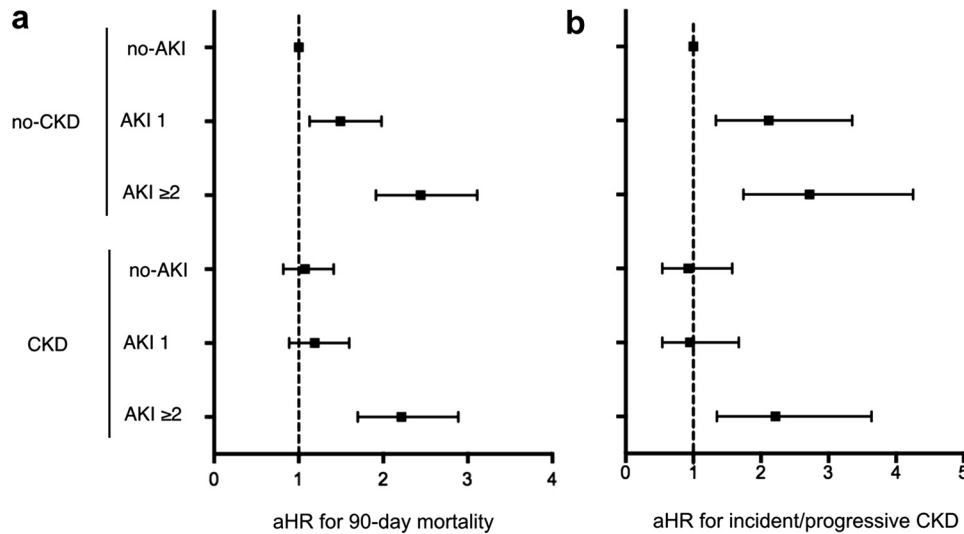 a
b
no-CKD
no-AKI
AKI 1
AKI ≥2
CKD
no-AKI
AKI 1
AKI ≥2
0 1 2 3 4
aHR for 90-day mortality
0 1 2 3 4 5
aHR for incident/progressive CKD